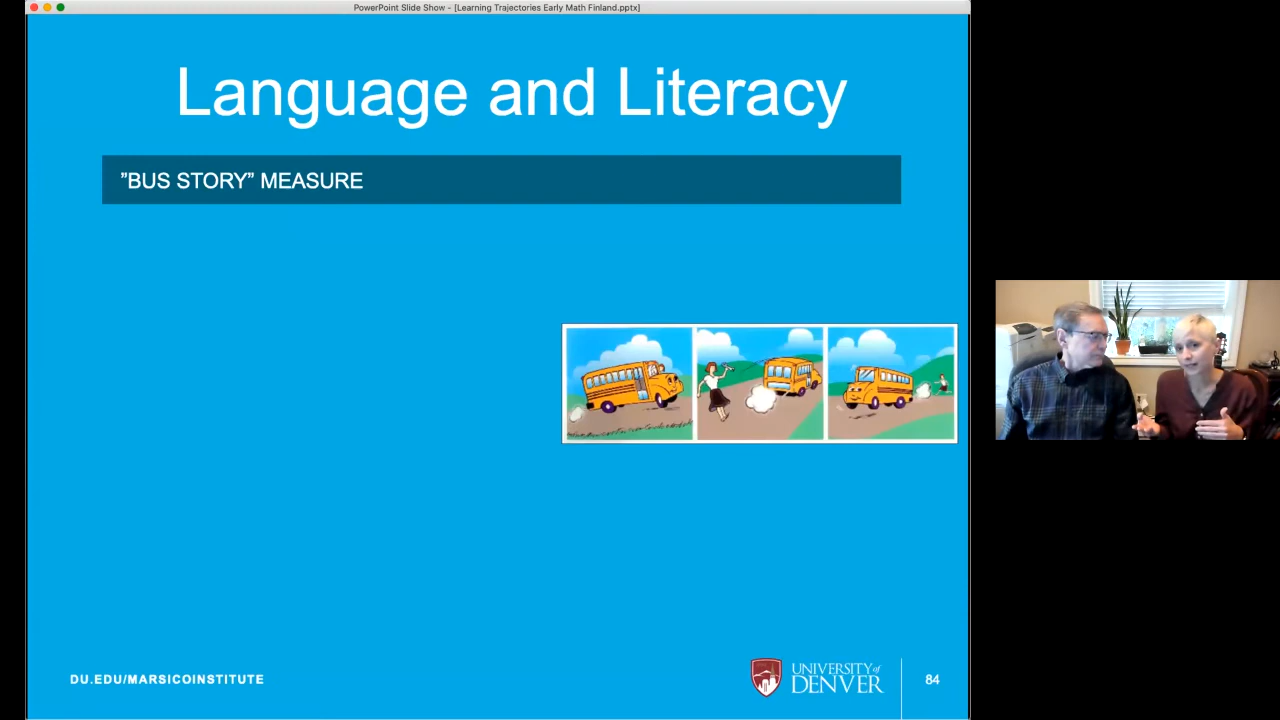 PowerPoint Slide Show - [Learning Trajectories Early Math Finland.pptx]
Language and Literacy
”BUS STORY” MEASURE
DU.EDU/MARSICOINSTITUTE
UNIVERSITY of
DENVER
84